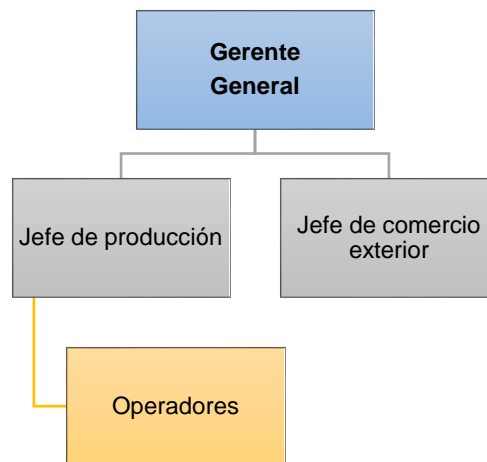 Gerente
General
Jefe de producción
Jefe de comercio
exterior
Operadores